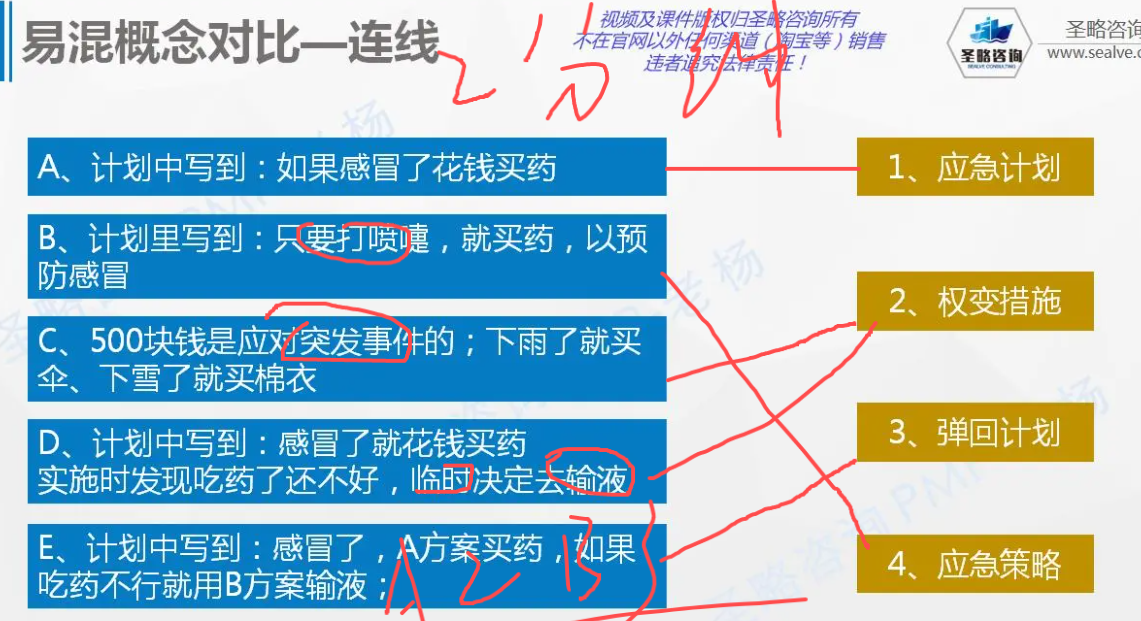 易混概念对比—连线
视频及课件版权归圣略咨询所有
不在官网以外任何渠道（淘宝等）销售
违者追究法律责任！
圣略咨询
SEALVE CONSULTING
圣略咨询
www.sealve.c
2'
A、计划中写到：如果感冒了花钱买药
1、应急计划
B、计划里写到：只要打喷嚏，就买药，以预
防感冒
2、权变措施
C、500块钱是应对突发事件的；下雨了就买
伞、下雪了就买棉衣
3、弹回计划
D、计划中写到：感冒了就花钱买药
实施时发现吃药了还不好，临时决定去输液
4、应急策略
E、计划中写到：感冒了，A方案买药，如果
吃药不行就用B方案输液；
圣略咨询 PMP 老杨